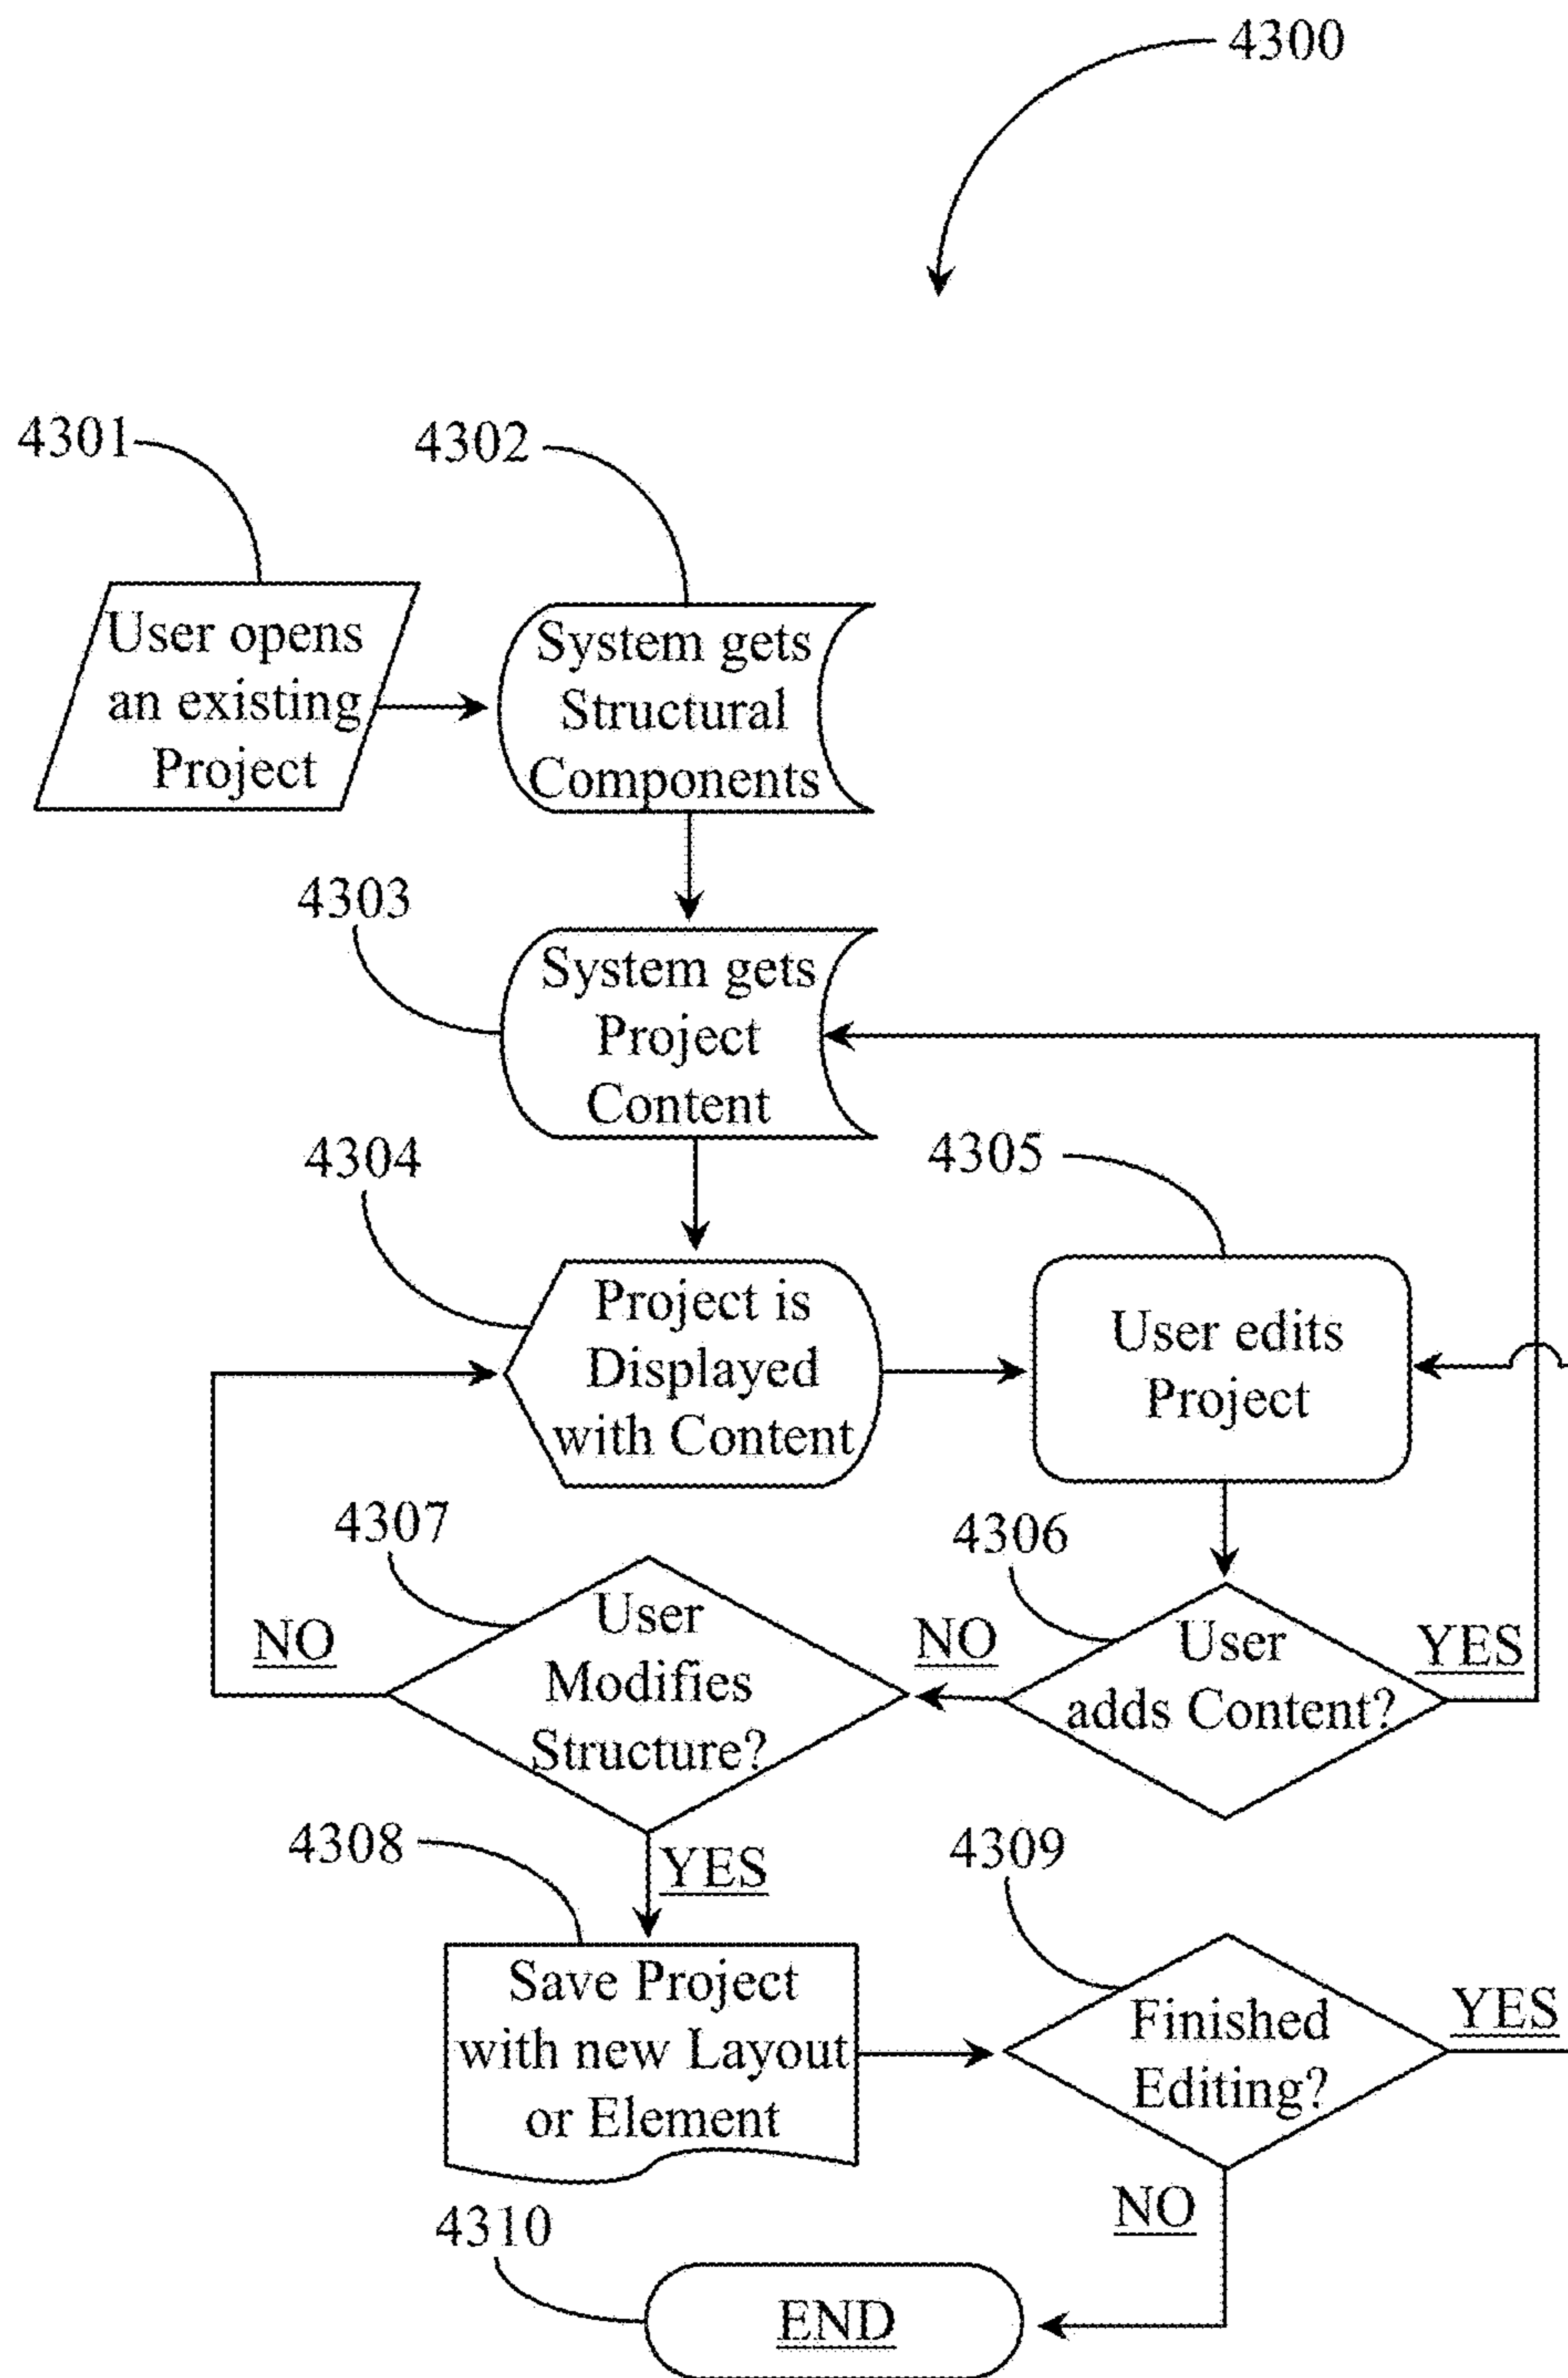 4300
4301
4302
User opens
an existing
Project
System gets
Structural
Components
4303
System gets
Project
Content
4304
4305
Project is
Displayed
with Content
User edits
Project
4307
4306
NO
User
Modifies
Structure?
NO
User
adds Content?
YES
4308
YES
4309
Save Project
with new Layout
or Element
Finished
Editing?
YES
4310
NO
END